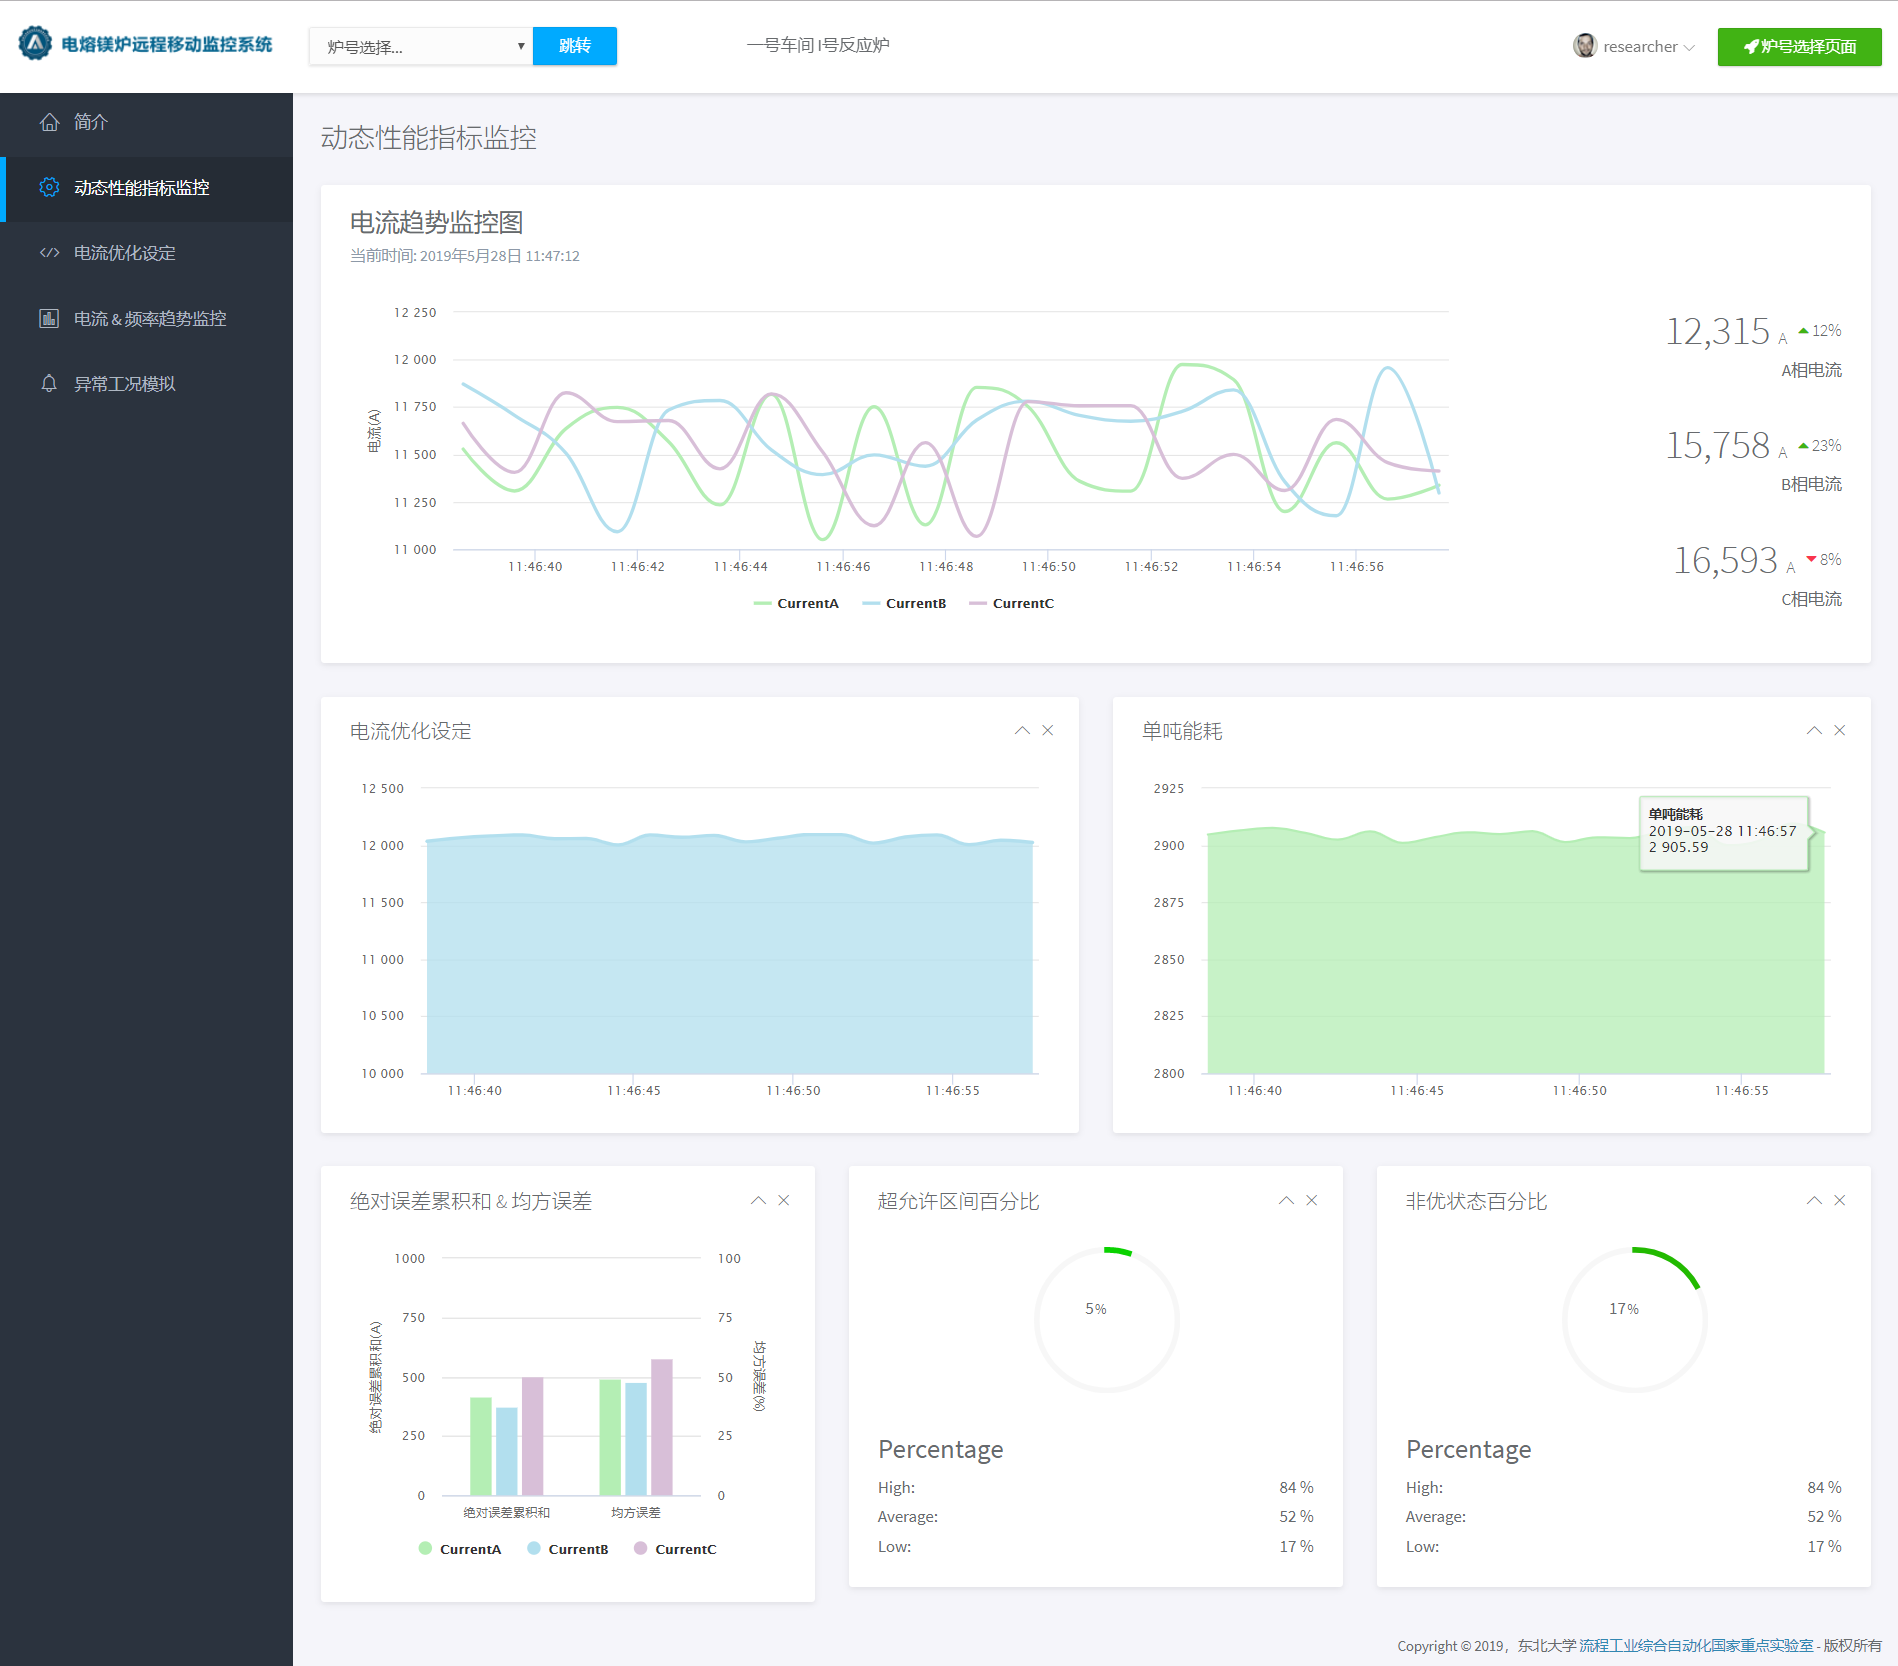 电熔镁炉远程移动监控系统
炉号选择...
跳转
一号车间 I号反应炉
researcher
炉号选择页面
简介
动态性能指标监控
电流优化设定
电流 & 频率趋势监控
异常工况模拟
动态性能指标监控
电流趋势监控图
当前时间: 2019年5月28日 11:47:12
电流(A)
12 250
12 000
11 750
11 500
11 250
11 000
11:46:40 11:46:42 11:46:44 11:46:46 11:46:48 11:46:50 11:46:52 11:46:54 11:46:56
CurrentA CurrentB CurrentC
12,315 A 12%
A相电流
15,758 A 23%
B相电流
16,593 A 8%
C相电流
电流优化设定
12 500
12 000
11 500
11 000
10 500
10 000
11:46:40 11:46:45 11:46:50 11:46:55
单吨能耗
2925
2900
2875
2850
2825
2800
11:46:40 11:46:45 11:46:50 11:46:55
单吨能耗
2019-05-28 11:46:57
2 905.59
绝对误差累积和 & 均方误差
绝对误差累积和(A)
1000
750
500
250
0
100
75
50
25
0
均方误差(%)
绝对误差累积和 均方误差
CurrentA CurrentB CurrentC
超允许区间百分比
5%
Percentage
High: 84 %
Average: 52 %
Low: 17 %
非优状态百分比
17%
Percentage
High: 84 %
Average: 52 %
Low: 17 %
Copyright © 2019，东北大学 流程工业综合自动化国家重点实验室 - 版权所有